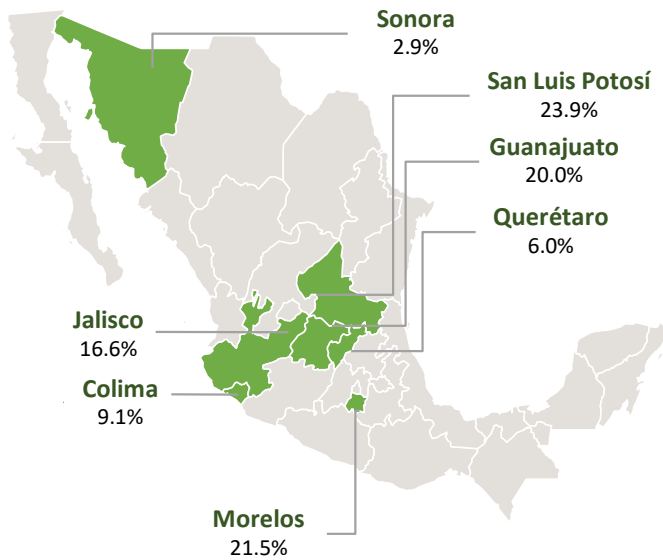 Sonora
2.9%
San Luis Potosí
23.9%
Guanajuato
20.0%
Querétaro
6.0%
Jalisco
16.6%
Colima
9.1%
Morelos
21.5%